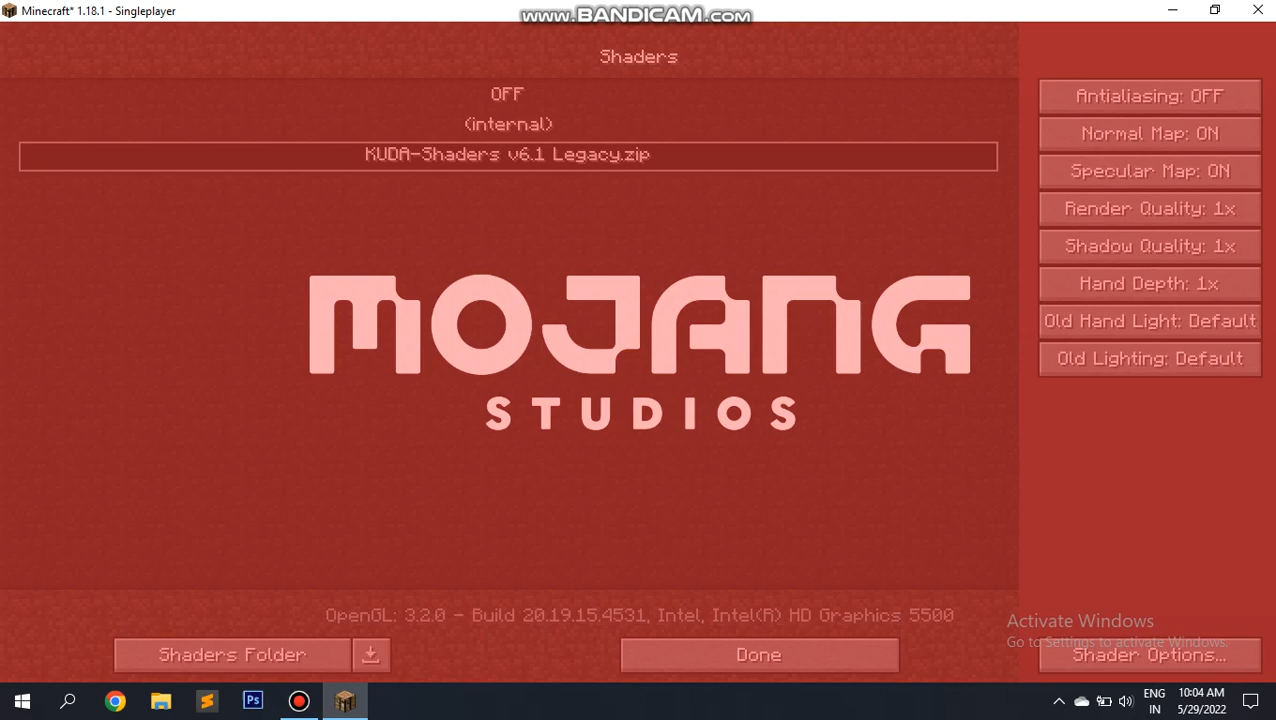 Minecraft* 1.18.1 - Singleplayer
www.BANDICAM.com
Shaders
OFF
(internal)
KUDA-Shaders v6.1 Legacy.zip
Antialiasing: OFF
Normal Map: ON
Specular Map: ON
Render Quality: 1x
Shadow Quality: 1x
Hand Depth: 1x
Old Hand Light: Default
Old Lighting: Default
MOJANG
STUDIOS
OpenGL: 3.2.0 - Build 20.19.15.4531, Intel, Intel(R) HD Graphics 5500
Activate Windows
Go to Settings to activate Windows.
Shaders Folder
Done
Shader Options...
Ps
ENG
IN
10:04 AM
5/29/2022